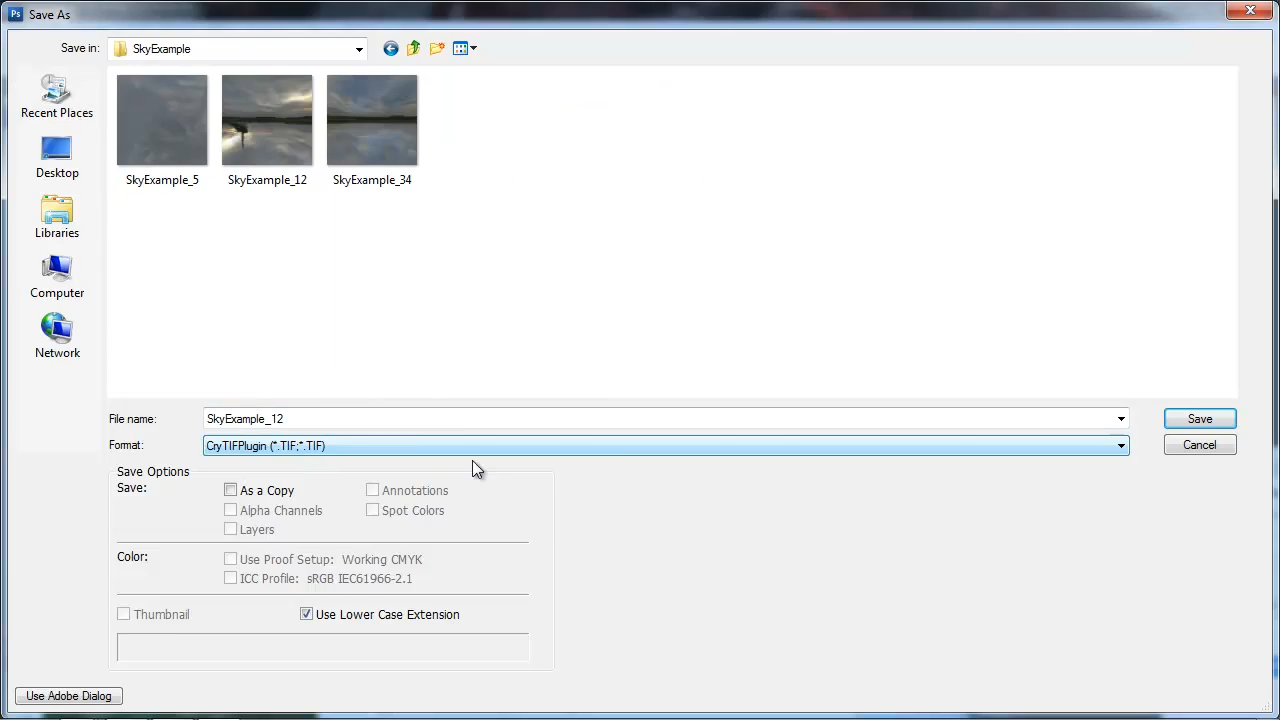 Ps Save As
Save in: SkyExample
Recent Places
Desktop
Libraries
Computer
Network
SkyExample_5 SkyExample_12 SkyExample_34
File name: SkyExample_12 Save
Format: CryTIFPlugin (*.TIF;*.TIF) Cancel
Save Options
Save: As a Copy Annotations
Alpha Channels Spot Colors
Layers
Color: Use Proof Setup: Working CMYK
ICC Profile: sRGB IEC61966-2.1
Thumbnail Use Lower Case Extension
Use Adobe Dialog